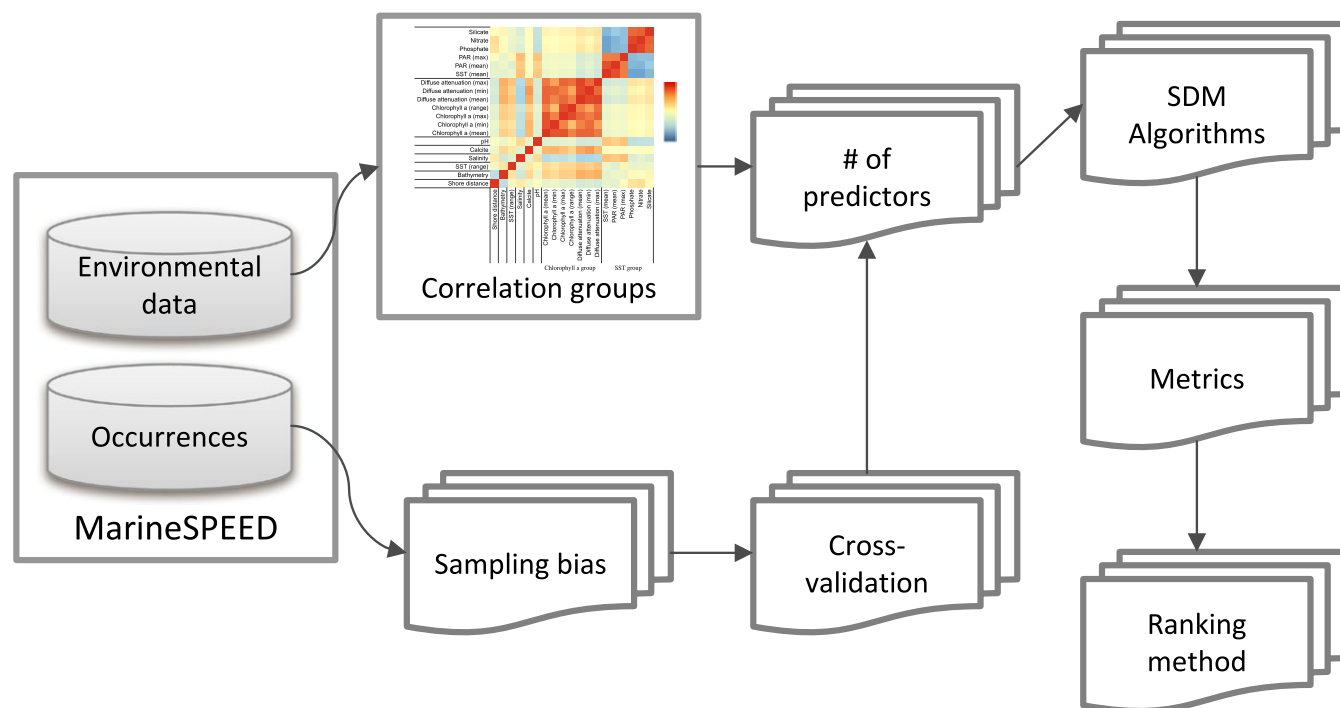 Environmental
data
Occurrences
MarineSPEED
Silicate
Nitrate
Phosphate
PAR (max)
PAR (mean)
SST (mean)
Diffuse attenuation (max)
Diffuse attenuation (min)
Diffuse attenuation (mean)
Chlorophyll a (range)
Chlorophyll a (max)
Chlorophyll a (min)
Chlorophyll a (mean)
pH
Calcite
Salinity
SST (range)
Bathymetry
Shore distance
Shore distance
Bathymetry
SST (range)
Salinity
Calcite
pH
Chlorophyll a (mean)
Chlorophyll a (min)
Chlorophyll a (max)
Chlorophyll a (range)
Diffuse attenuation (mean)
Diffuse attenuation (min)
Diffuse attenuation (max)
SST (mean)
PAR (mean)
PAR (max)
Phosphate
Nitrate
Silicate
Chlorophyll a group
SST group
Correlation groups
Sampling bias
Cross-
validation
# of
predictors
SDM
Algorithms
Metrics
Ranking
method